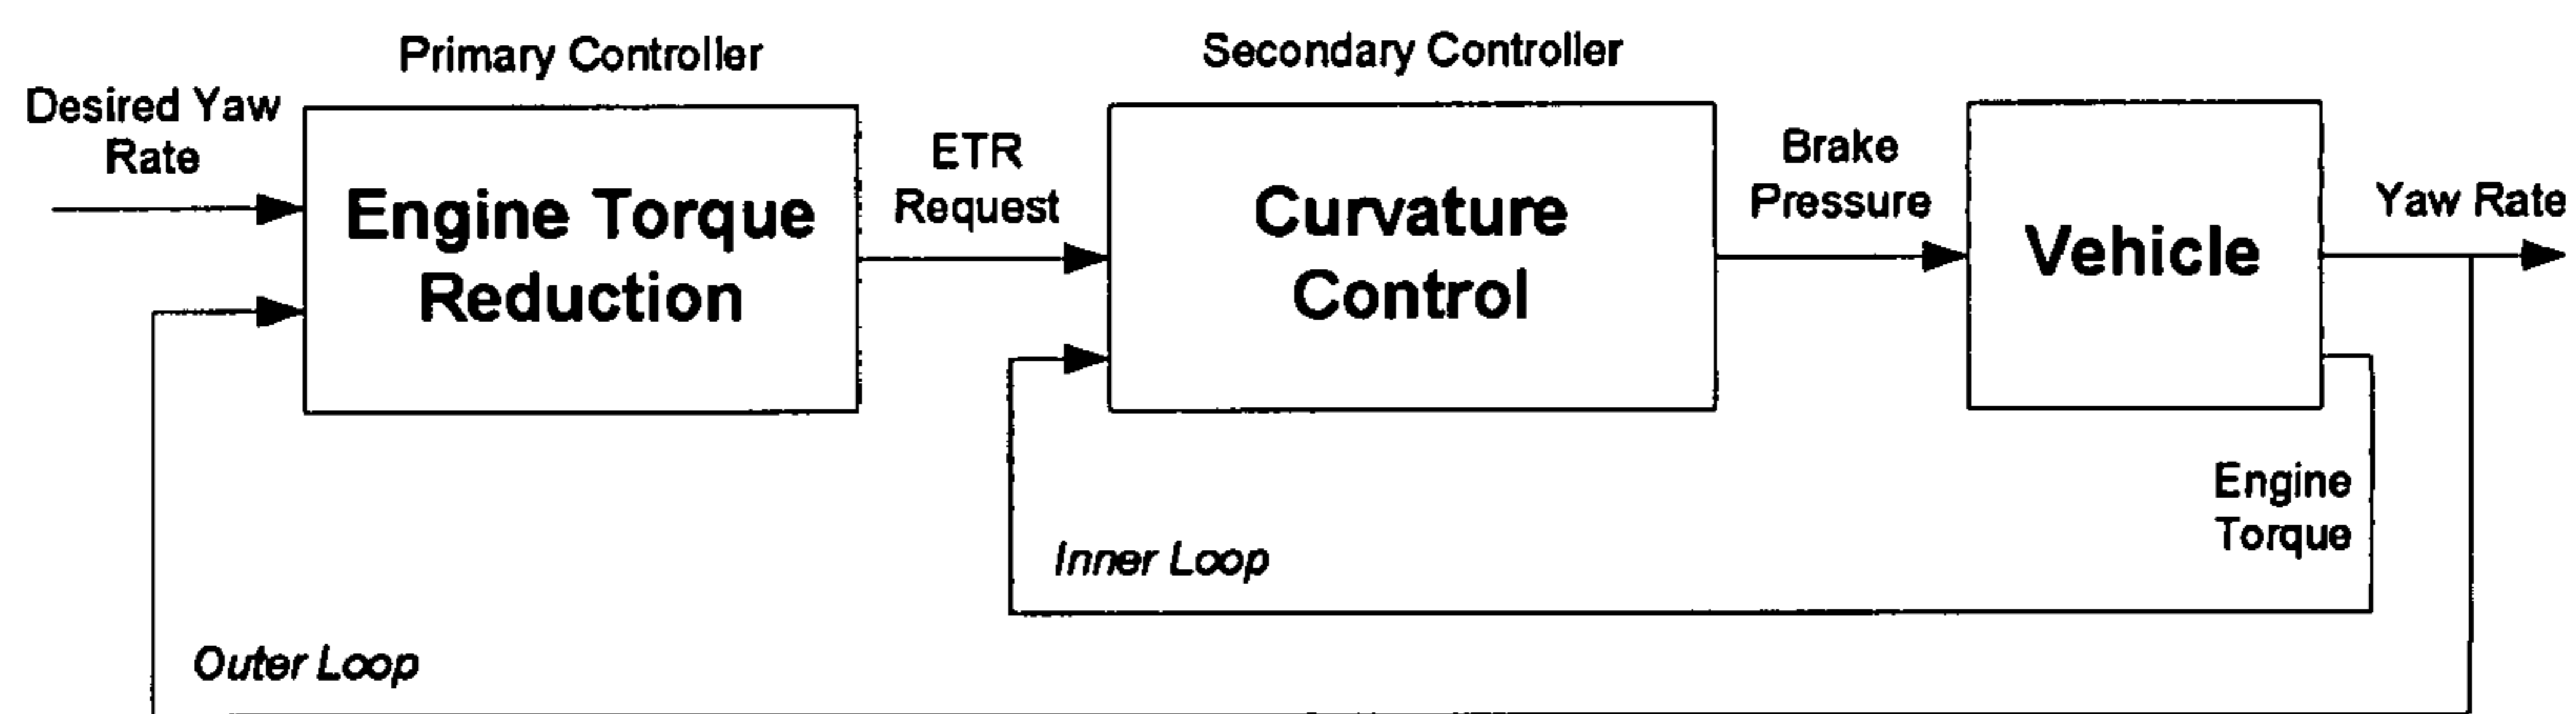 Primary Controller
Secondary Controller
Desired Yaw
Rate
Engine Torque
Reduction
ETR
Request
Curvature
Control
Brake
Pressure
Vehicle
Yaw Rate
Engine
Torque
Inner Loop
Outer Loop